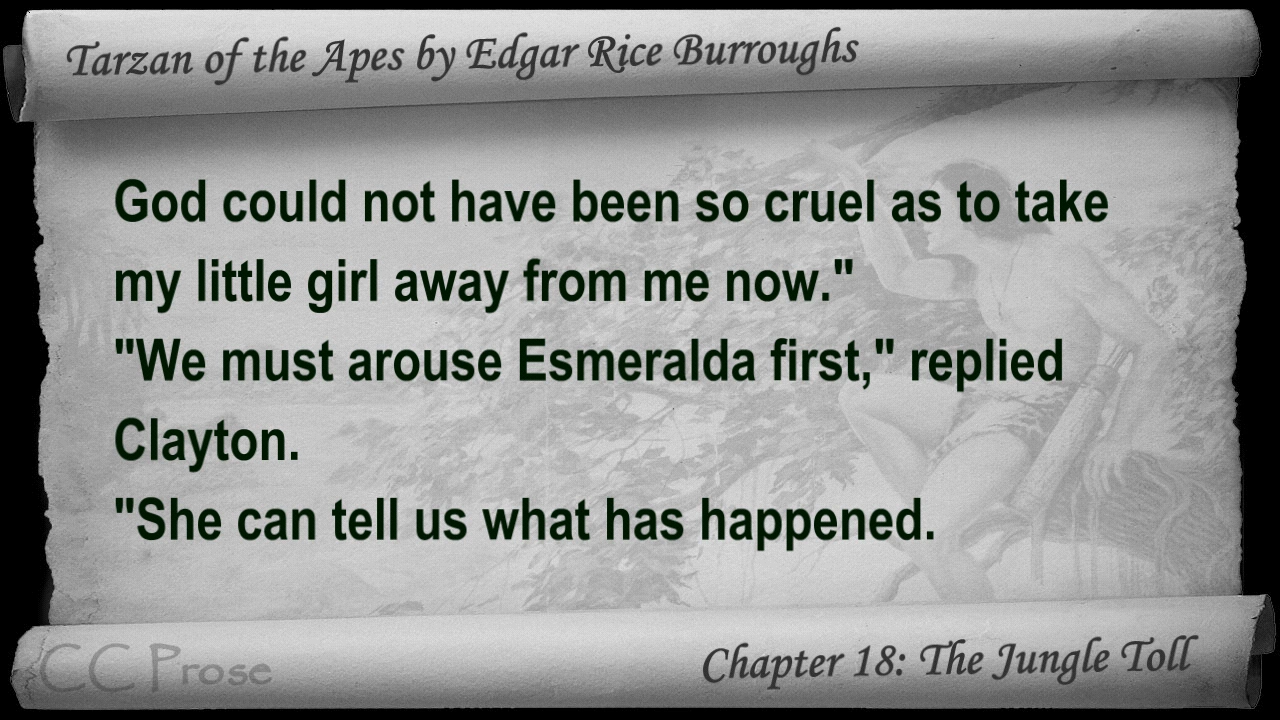 Tarzan of the Apes by Edgar Rice Burroughs
God could not have been so cruel as to take
my little girl away from me now."
"We must arouse Esmeralda first," replied
Clayton.
"She can tell us what has happened.
CC Prose
Chapter 18: The Jungle Toll